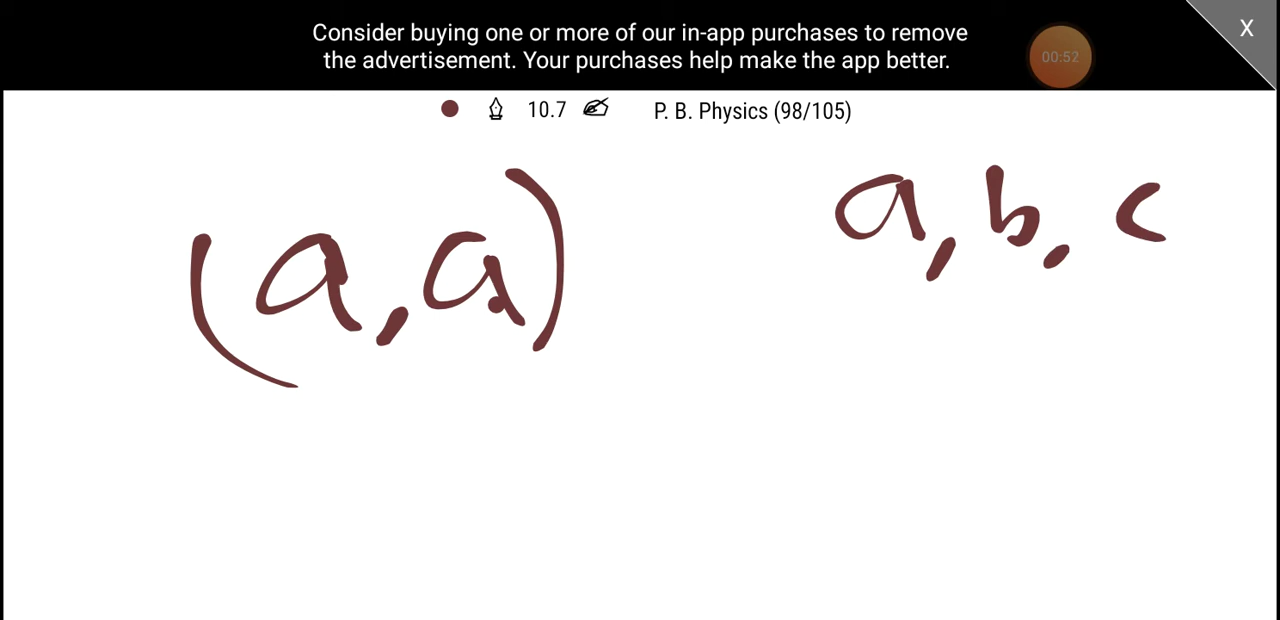 Consider buying one or more of our in-app purchases to remove
the advertisement. Your purchases help make the app better.
00:52
X
10.7 P. B. Physics (98/105)
(a,a) a, b, c